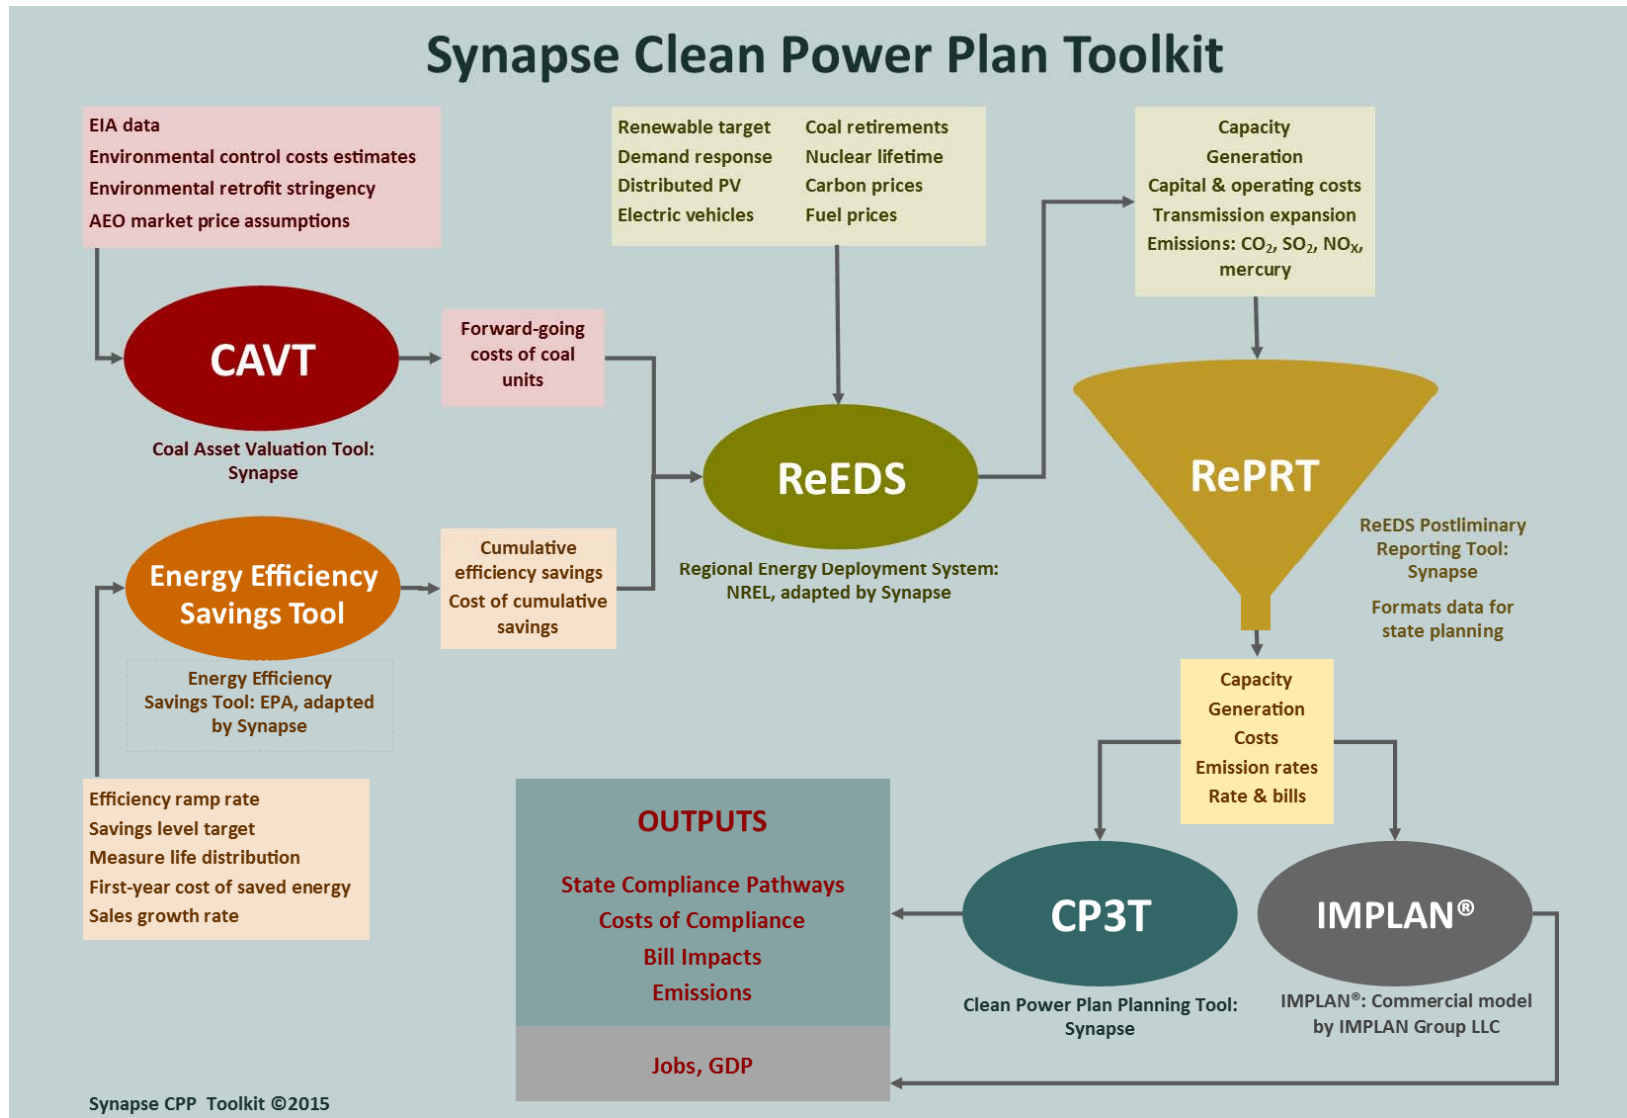 Synapse Clean Power Plan Toolkit
EIA data
Environmental control costs estimates
Environmental retrofit stringency
AEO market price assumptions
CAVT
Coal Asset Valuation Tool:
Synapse
Forward-going
costs of coal
units
Energy Efficiency
Savings Tool
Energy Efficiency
Savings Tool: EPA, adapted
by Synapse
Efficiency ramp rate
Savings level target
Measure life distribution
First-year cost of saved energy
Sales growth rate
Cumulative
efficiency savings
Cost of cumulative
savings
Renewable target
Demand response
Distributed PV
Electric vehicles
Coal retirements
Nuclear lifetime
Carbon prices
Fuel prices
ReEDS
Regional Energy Deployment System:
NREL, adapted by Synapse
Capacity
Generation
Capital & operating costs
Transmission expansion
Emissions: CO₂, SO₂, NOₓ,
mercury
RePRT
ReEDS Postliminary
Reporting Tool:
Synapse
Formats data for
state planning
Capacity
Generation
Costs
Emission rates
Rate & bills
CP3T
Clean Power Plan Planning Tool:
Synapse
IMPLAN®
IMPLAN®: Commercial model
by IMPLAN Group LLC
OUTPUTS
State Compliance Pathways
Costs of Compliance
Bill Impacts
Emissions
Jobs, GDP
Synapse CPP Toolkit ©2015